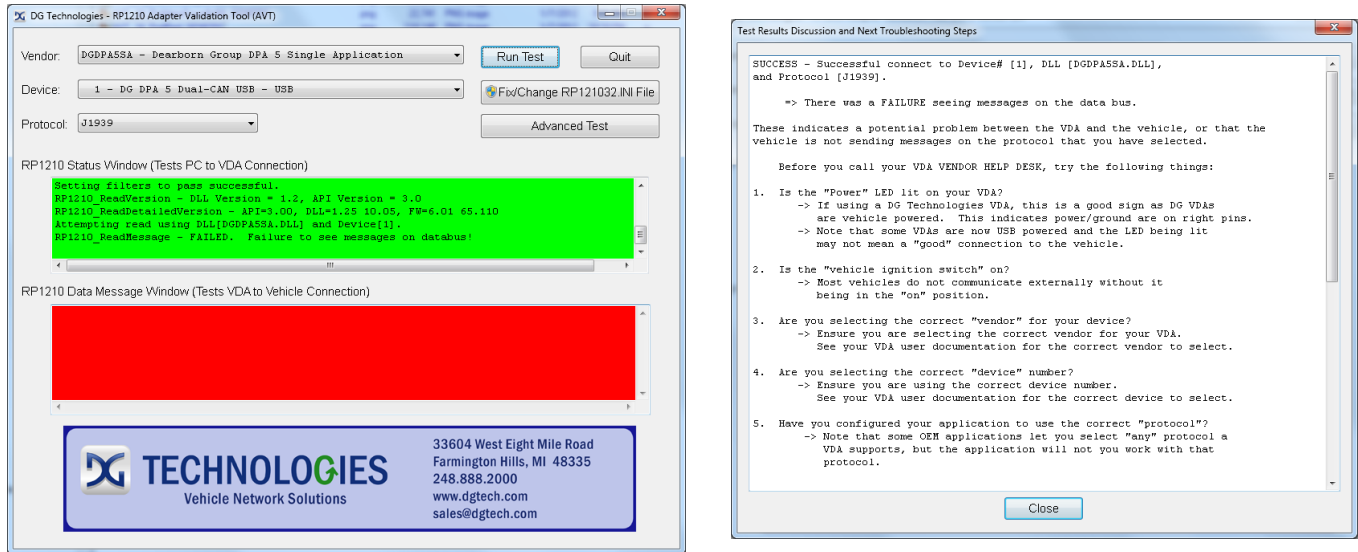 DG Technologies - RP1210 Adapter Validation Tool (AVT)
Vendor:
DGDPA5SA - Dearborn Group DPA 5 Single Application
Run Test
Quit
Device:
1 - DG DPA 5 Dual-CAN USB - USB
Fix/Change RP121032.INI File
Protocol:
J1939
Advanced Test
RP1210 Status Window (Tests PC to VDA Connection)
Setting filters to pass successful.
RP1210_ReadVersion - DLL Version = 1.2, API Version = 3.0
RP1210_ReadDetailedVersion - API=3.00, DLL=1.25 10.05, FW=6.01 65.110
Attempting read using DLL[DGDPA5SA.DLL] and Device[1].
RP1210_ReadMessage - FAILED.  Failure to see messages on databus!
RP1210 Data Message Window (Tests VDA to Vehicle Connection)
DG TECHNOLOGIES
Vehicle Network Solutions
33604 West Eight Mile Road
Farmington Hills, MI  48335
248.888.2000
www.dgtech.com
sales@dgtech.com
Test Results Discussion and Next Troubleshooting Steps
SUCCESS - Successful connect to Device# [1], DLL [DGDPA5SA.DLL],
and Protocol [J1939].
=> There was a FAILURE seeing messages on the data bus.
These indicates a potential problem between the VDA and the vehicle, or that the
vehicle is not sending messages on the protocol that you have selected.
Before you call your VDA VENDOR HELP DESK, try the following things:
1.  Is the "Power" LED lit on your VDA?
-> If using a DG Technologies VDA, this is a good sign as DG VDAs
are vehicle powered.  This indicates power/ground are on right pins.
-> Note that some VDAs are now USB powered and the LED being lit
may not mean a "good" connection to the vehicle.
2.  Is the "vehicle ignition switch" on?
-> Most vehicles do not communicate externally without it
being in the "on" position.
3.  Are you selecting the correct "vendor" for your device?
-> Ensure you are selecting the correct vendor for your VDA.
See your VDA user documentation for the correct vendor to select.
4.  Are you selecting the correct "device" number?
-> Ensure you are using the correct device number.
See your VDA user documentation for the correct device to select.
5.  Have you configured your application to use the correct "protocol"?
-> Note that some OEM applications let you select "any" protocol a
VDA supports, but the application will not you work with that
protocol.
Close